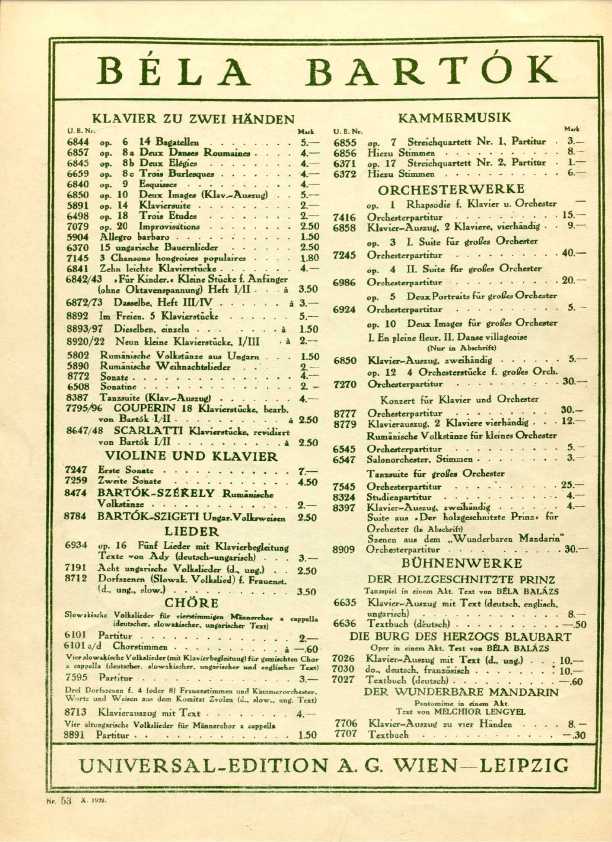 BÉLA BARTÓK
KLAVIER ZU ZWEI HÄNDEN
U. E. Nr. Mark
6844 op. 6 14 Bagatellen 5.—
6857 op. 8 a Deux Danses Roumaines 4.—
6845 op. 8 b Deux Elégies 4.—
6659 op. 8 c Trois Burlesques 4.—
6840 op. 9 Esquisses 4.—
6850 op. 10 Deux Images (Klav.-Auszug) 5.—
5891 op. 14 Klaviersuite 2.—
6498 op. 18 Trois Etudes 2.—
7079 op. 20 Improvisations 2.50
5904 Allegro barbaro 1.50
6370 15 ungarische Bauernlieder 2.50
7145 3 Chansons hongroises populaires 1.80
6841 Zehn leichte Klavierstücke 4.—
6842/43 »Für Kinder.« Kleine Stücke f. Anfänger
(ohne Oktavenspannung) Heft I/II à 3.50
6872/73 Dasselbe, Heft III/IV à 3.—
8892 Im Freien. 5 Klavierstücke 5.—
8893/97 Dieselben, einzeln à 1.50
8920/22 Neun kleine Klavierstücke, I/III à 2.—
5802 Rumänische Volkstänze aus Ungarn 1.50
5890 Rumänische Weihnachtslieder 2.—
8772 Sonate 4.—
6508 Sonatine 2.-
8387 Tanzsuite (Klav.-Auszug) 4.—
7795/96 COUPERIN 18 Klavierstücke, bearb.
von Bartók I/II à 2.50
8647/48 SCARLATTI Klavierstücke, revidiert
von Bartók I/II à 2.50
VIOLINE UND KLAVIER
7247 Erste Sonate 7.—
7259 Zweite Sonate 4.50
8474 BARTÓK-SZÉKELY Rumänische
Volkstänze 2.—
8784 BARTÓK-SZIGETI Ungar. Volksweisen 2.50
LIEDER
6934 op. 16 Fünf Lieder mit Klavierbegleitung
Texte von Ady (deutsch-ungarisch) 3.—
7191 Acht ungarische Volkslieder (d., ung.) 2.50
8712 Dorfszenen (Slowak. Volkslied) f. Frauenst.
(d., ung., slow.) 3.50
CHÖRE
Slowakische Volkslieder für vierstimmigen Männerchor a cappella
(deutscher, slowakischer, ungarischer Text)
6101 Partitur 2.—
6101 a/d Chorstimmen à —.60
Vier slowakische Volkslieder (mit Klavierbegleitung) für gemischten Chor
a cappella (deutscher, slowakischer, ungarischer und englischer Text)
7595 Partitur 3.—
Drei Dorfszenen f. 4 (oder 8) Frauenstimmen und Kammerorchester,
Worte und Weisen aus dem Komitat Zvolen (d., slow., ung. Text)
8713 Klavierauszug mit Text 4.—
Vier altungarische Volkslieder für Männerchor a cappella
8891 Partitur 1.50
KAMMERMUSIK
U. E. Nr. Mark
6855 op. 7 Streichquartett Nr. 1, Partitur 3.—
6856 Hiezu Stimmen 8.—
6371 op. 17 Streichquartett Nr. 2, Partitur 1.—
6372 Hiezu Stimmen 6.—
ORCHESTERWERKE
op. 1 Rhapsodie f. Klavier u. Orchester —
7416 Orchesterpartitur 15.—
6858 Klavier-Auszug, 2 Klaviere, vierhändig 9.—
op. 3 I. Suite für großes Orchester
7245 Orchesterpartitur 40.—
op. 4 II. Suite für großes Orchester
6986 Orchesterpartitur 20.—
op. 5 Deux Portraits für großes Orchester
6924 Orchesterpartitur 5.-
op. 10 Deux Images für großes Orchester
I. En pleine fleur. II. Danse villageoise
(Nur in Abschrift)
6850 Klavier-Auszug, zweihändig 5.—
op. 12 4 Orchesterstücke f. großes Orch.
7270 Orchesterpartitur 30.—
Konzert für Klavier und Orchester
8777 Orchesterpartitur 30.—
8779 Klavierauszug, 2 Klaviere vierhändig 12.—
Rumänische Volkstänze für kleines Orchester
6545 Orchesterpartitur 5.—
6547 Salonorchester, Stimmen 3.—
Tanzsuite für großes Orchester
7545 Orchesterpartitur 25.—
8324 Studienpartitur 4.—
8397 Klavier-Auszug, zweihändig 4.—
Suite aus »Der holzgeschnitzte Prinz« für
Orchester (In Abschrift)
Szenen aus dem „Wunderbaren Mandarin"
8909 Orchesterpartitur 30.—
BÜHNENWERKE
DER HOLZGESCHNITZTE PRINZ
Tanzspiel in einem Akt. Text von BÉLA BALÁZS
6635 Klavier-Auszug mit Text (deutsch, englisch,
ungarisch) 8.—
6636 Textbuch (deutsch) —.50
DIE BURG DES HERZOGS BLAUBART
Oper in einem Akt. Text von BÉLA BALÁZS
7026 Klavier-Auszug mit Text (d., ung.) 10.—
7030 do., deutsch, französisch 10.—
7027 Textbuch (deutsch) —.60
DER WUNDERBARE MANDARIN
Pantomime in einem Akt.
Text von MELCHIOR LENGYEL
7706 Klavier-Auszug zu vier Händen 8.-
7707 Textbuch —.30
UNIVERSAL-EDITION A. G. WIEN—LEIPZIG
Nr. 53 X. 1928.